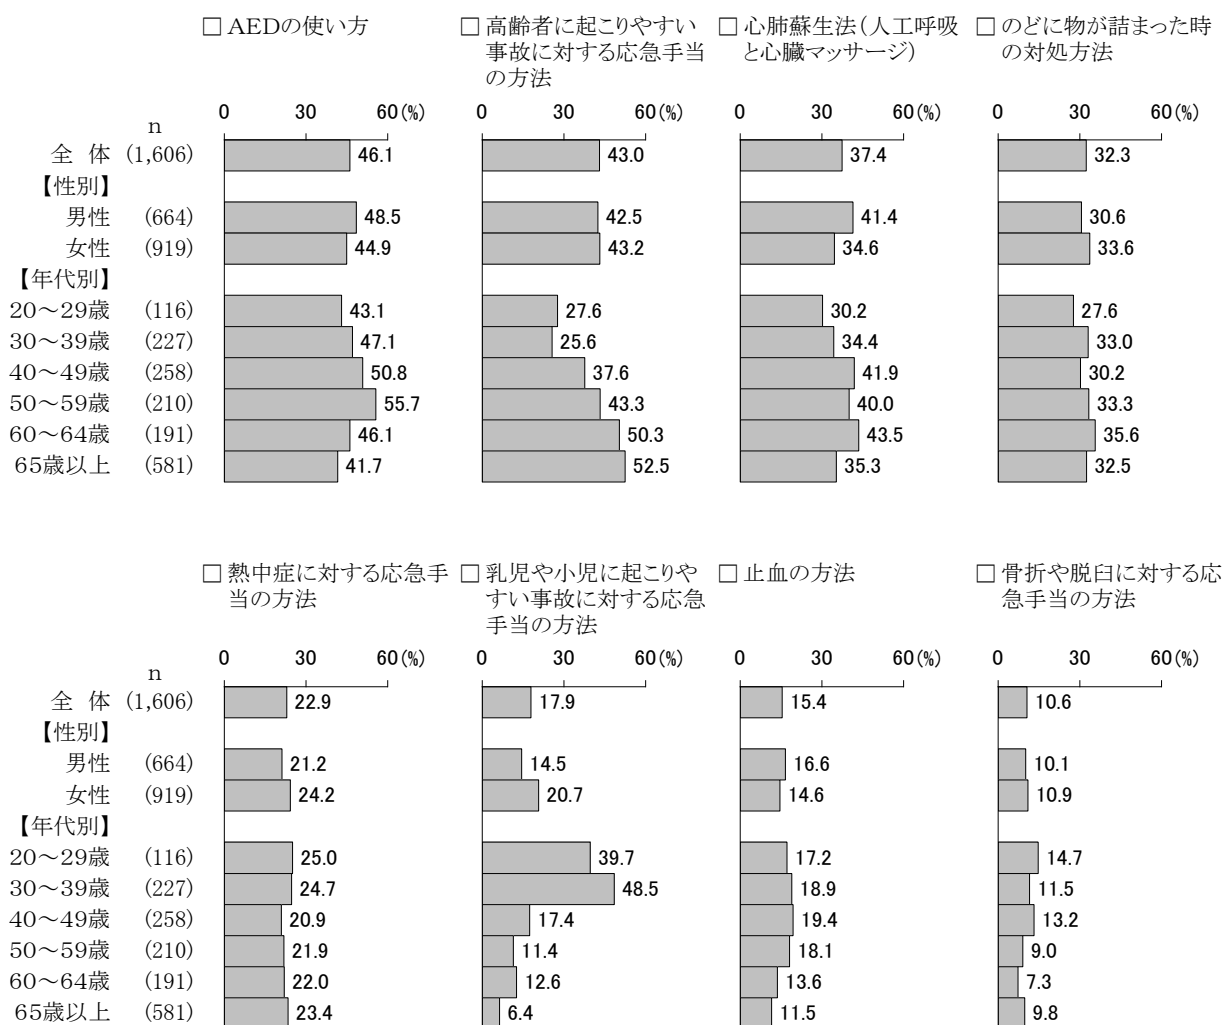 □ AEDの使い方
□ 高齢者に起こりやすい
事故に対する応急手当
の方法
□ 心肺蘇生法(人工呼吸
と心臓マッサージ)
□ のどに物が詰まった時
の対処方法
0 30 60(%) 0 30 60(%) 0 30 60(%) 0 30 60(%)
n
全 体 (1,606) 46.1 43.0 37.4 32.3
【性別】
男性 (664) 48.5 42.5 41.4 30.6
女性 (919) 44.9 43.2 34.6 33.6
【年代別】
20～29歳 (116) 43.1 27.6 30.2 27.6
30～39歳 (227) 47.1 25.6 34.4 33.0
40～49歳 (258) 50.8 37.6 41.9 30.2
50～59歳 (210) 55.7 43.3 40.0 33.3
60～64歳 (191) 46.1 50.3 43.5 35.6
65歳以上 (581) 41.7 52.5 35.3 32.5
□ 熱中症に対する応急手
当の方法
□ 乳児や小児に起こりや
すい事故に対する応急
手当の方法
□ 止血の方法
□ 骨折や脱臼に対する応
急手当の方法
0 30 60(%) 0 30 60(%) 0 30 60(%) 0 30 60(%)
n
全 体 (1,606) 22.9 17.9 15.4 10.6
【性別】
男性 (664) 21.2 14.5 16.6 10.1
女性 (919) 24.2 20.7 14.6 10.9
【年代別】
20～29歳 (116) 25.0 39.7 17.2 14.7
30～39歳 (227) 24.7 48.5 18.9 11.5
40～49歳 (258) 20.9 17.4 19.4 13.2
50～59歳 (210) 21.9 11.4 18.1 9.0
60～64歳 (191) 22.0 12.6 13.6 7.3
65歳以上 (581) 23.4 6.4 11.5 9.8